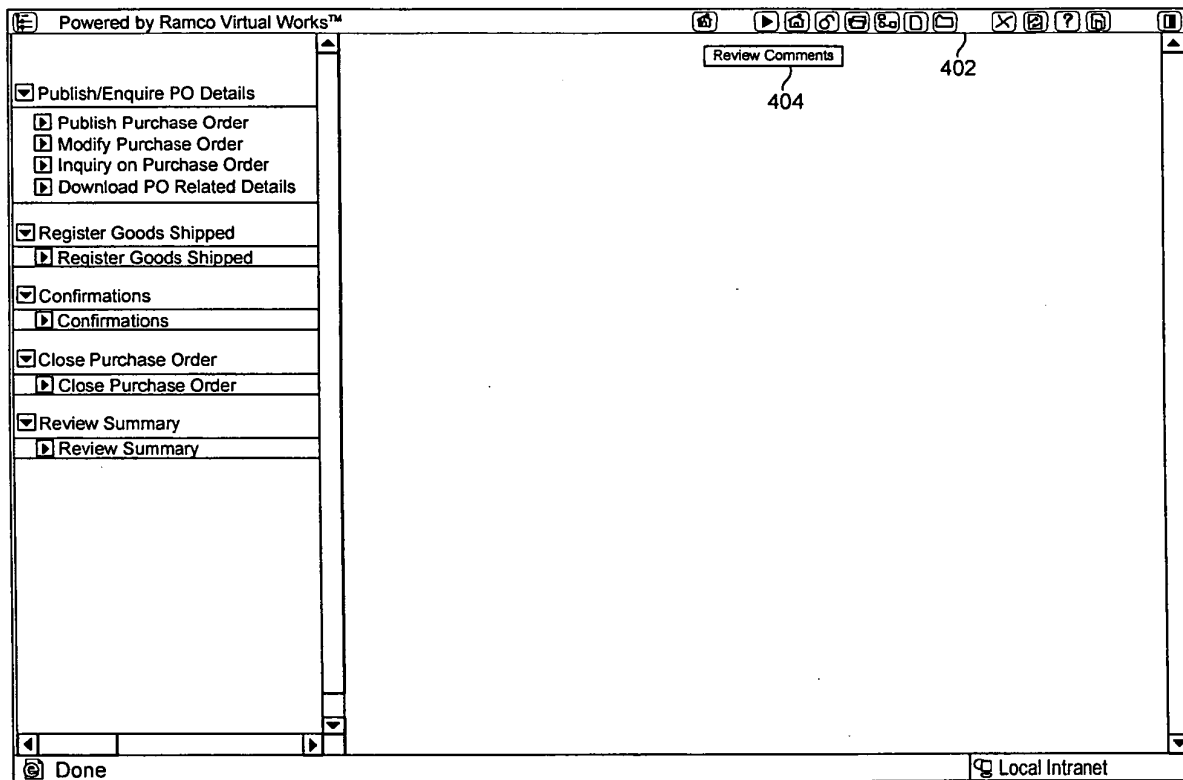 Powered by Ramco Virtual Works™
?
Review Comments
402
404
Publish/Enquire PO Details
Publish Purchase Order
Modify Purchase Order
Inquiry on Purchase Order
Download PO Related Details
Register Goods Shipped
Register Goods Shipped
Confirmations
Confirmations
Close Purchase Order
Close Purchase Order
Review Summary
Review Summary
Done
Local Intranet